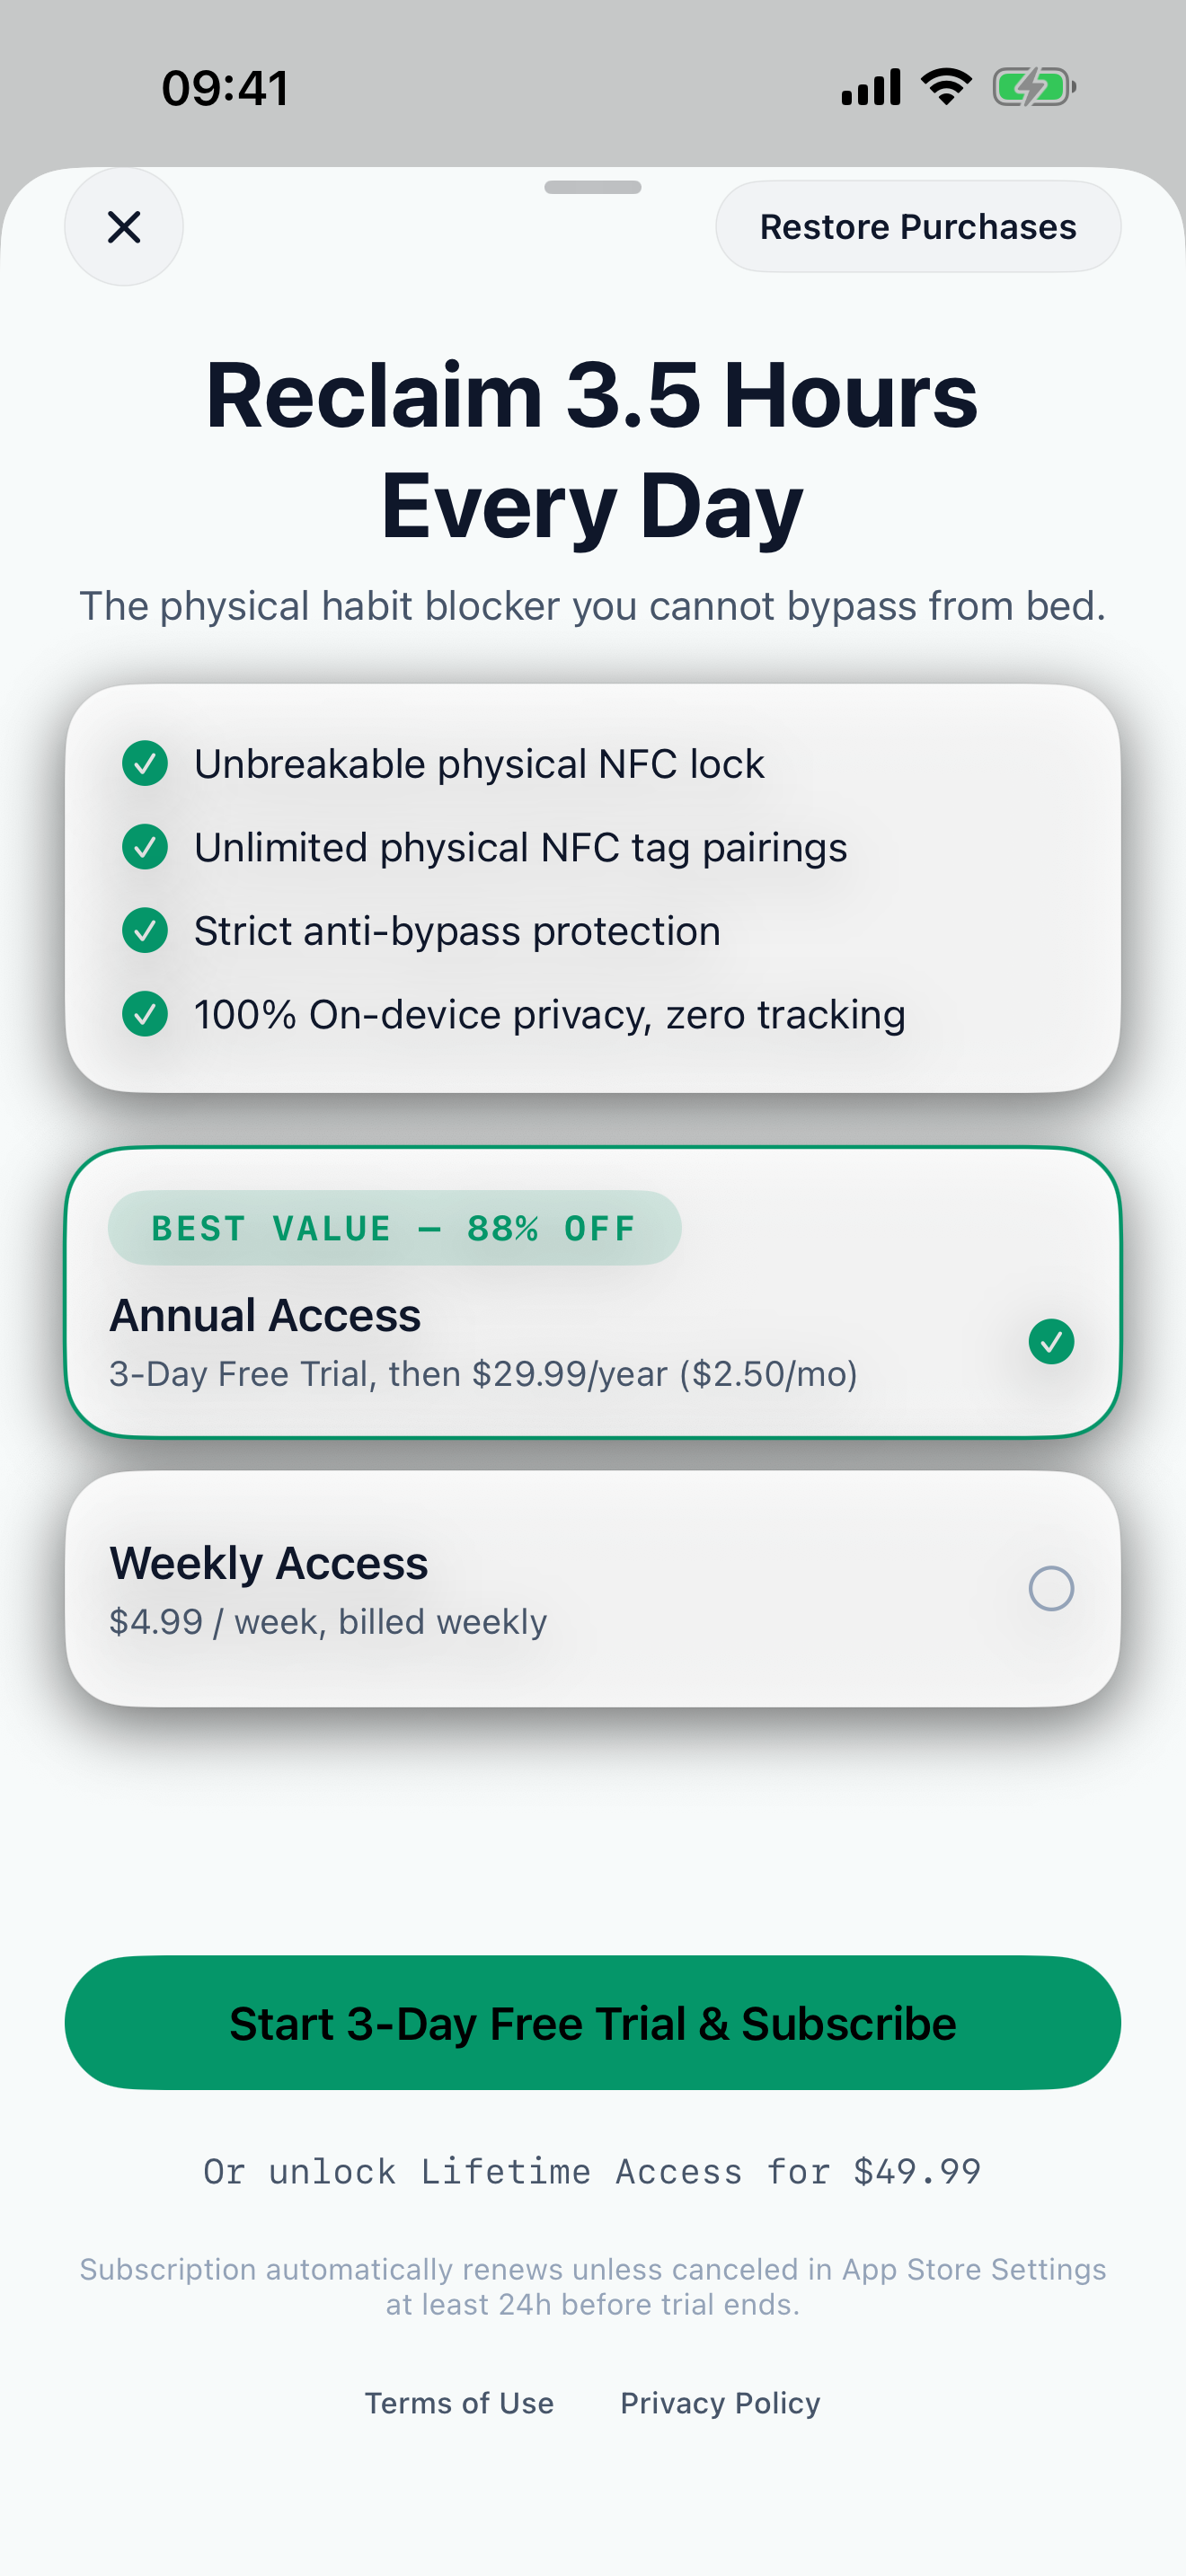 09:41
Restore Purchases
Reclaim 3.5 Hours
Every Day
The physical habit blocker you cannot bypass from bed.
Unbreakable physical NFC lock
Unlimited physical NFC tag pairings
Strict anti-bypass protection
100% On-device privacy, zero tracking
BEST VALUE — 88% OFF
Annual Access
3-Day Free Trial, then $29.99/year ($2.50/mo)
Weekly Access
$4.99 / week, billed weekly
Start 3-Day Free Trial & Subscribe
Or unlock Lifetime Access for $49.99
Subscription automatically renews unless canceled in App Store Settings
at least 24h before trial ends.
Terms of Use
Privacy Policy